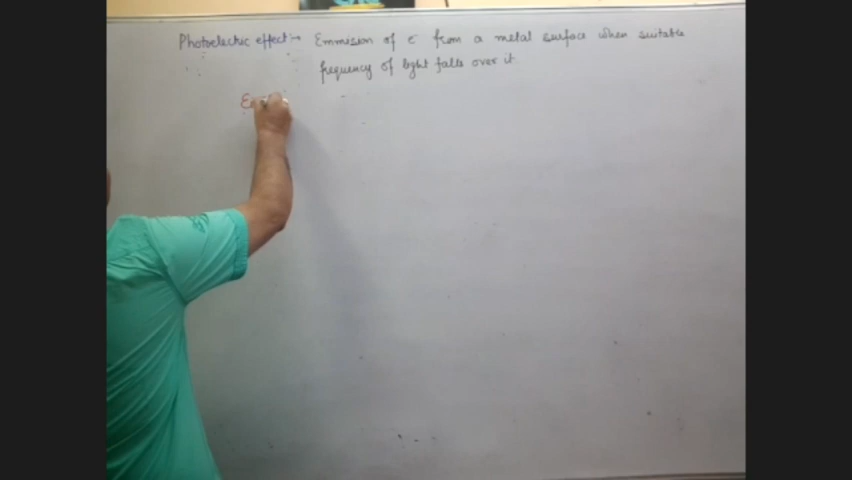 Photoelectric effect → Emmision of e⁻ from a metal surface when suitable
frequency of light falls over it